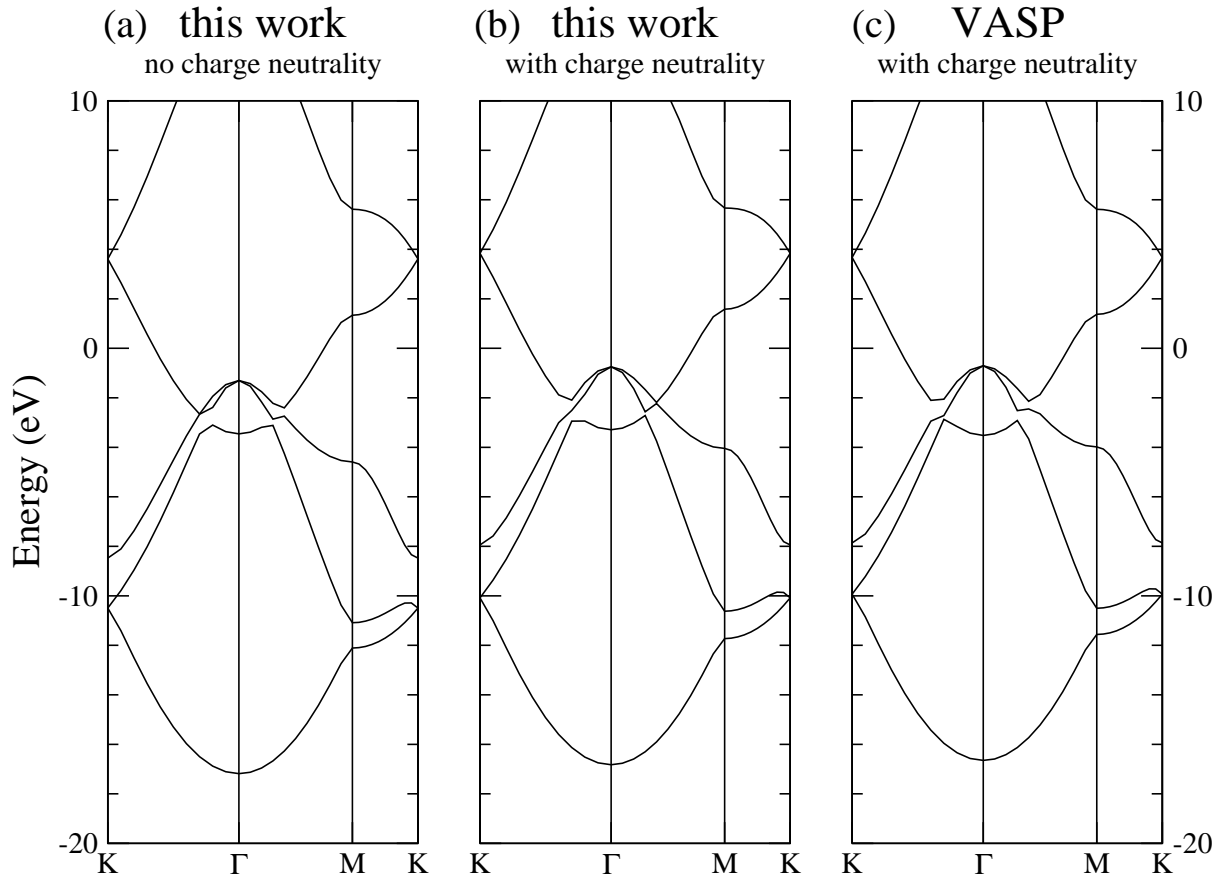 (a) this work
no charge neutrality
(b) this work
with charge neutrality
(c) VASP
with charge neutrality
Energy (eV)
10
0
-10
-20
K Γ M K
K Γ M K
K Γ M K
10
0
-10
-20